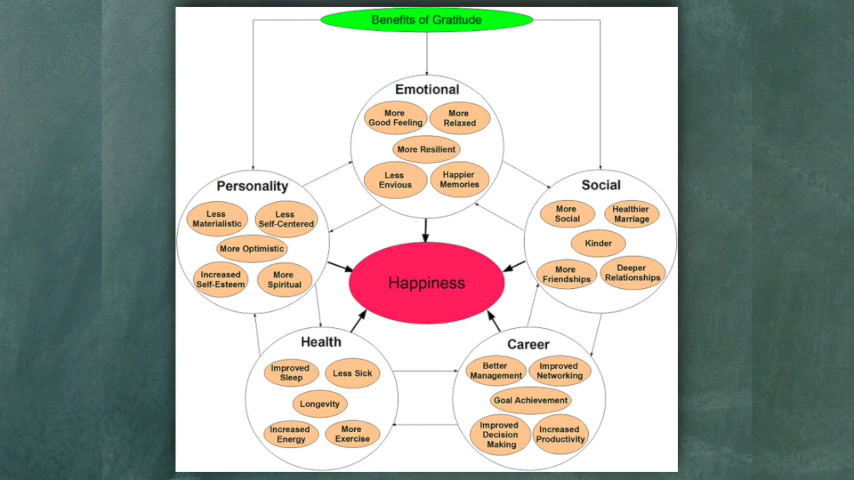 Benefits of Gratitude
Emotional
More
Good Feeling
More
Relaxed
More Resilient
Less
Envious
Happier
Memories
Personality
Less
Materialistic
Less
Self-Centered
More Optimistic
Increased
Self-Esteem
More
Spiritual
Social
More
Social
Healthier
Marriage
Kinder
More
Friendships
Deeper
Relationships
Happiness
Health
Improved
Sleep
Less Sick
Longevity
Increased
Energy
More
Exercise
Career
Better
Management
Improved
Networking
Goal Achievement
Improved
Decision
Making
Increased
Productivity